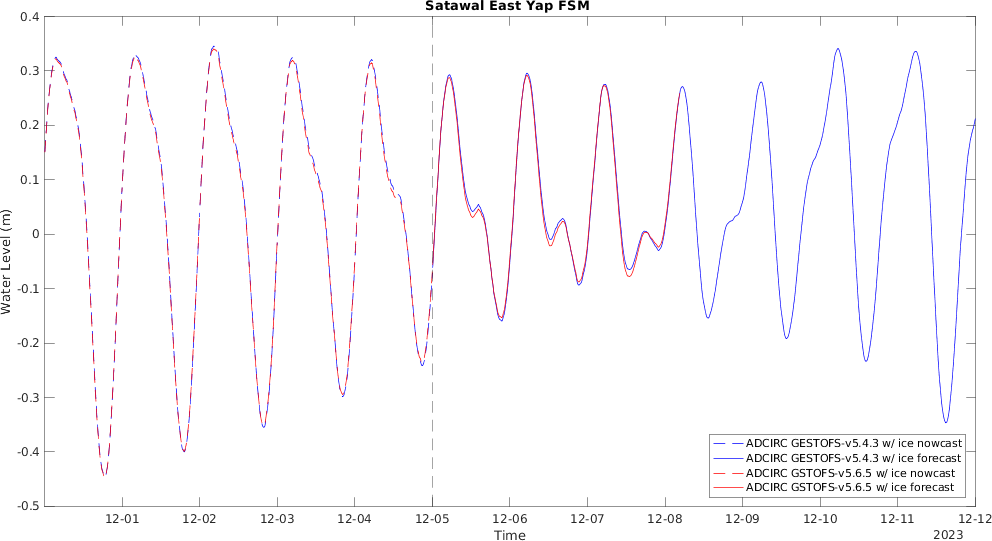 Satawal East Yap FSM
0.4
0.3
0.2
0.1
0
-0.1
-0.2
-0.3
-0.4
-0.5
Water Level (m)
ADCIRC GESTOFS-v5.4.3 w/ ice nowcast
ADCIRC GESTOFS-v5.4.3 w/ ice forecast
ADCIRC GSTOFS-v5.6.5 w/ ice nowcast
ADCIRC GSTOFS-v5.6.5 w/ ice forecast
12-01 12-02 12-03 12-04 12-05 12-06 12-07 12-08 12-09 12-10 12-11 12-12
Time
2023